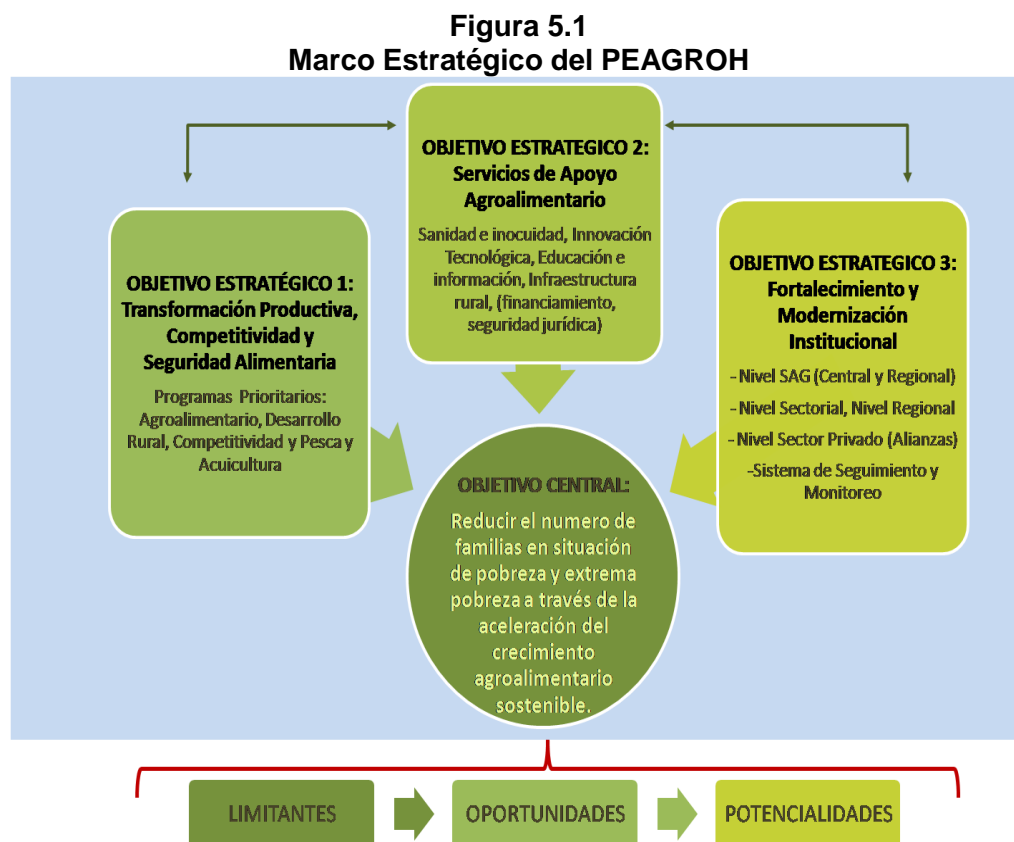 Figura 5.1
Marco Estratégico del PEAGROH
OBJETIVO ESTRATEGICO 2:
Servicios de Apoyo
Agroalimentario
Sanidad e inocuidad, Innovación
Tecnológica, Educación e
información, Infraestructura
rural, (financiamiento,
seguridad jurídica)
OBJETIVO ESTRATÉGICO 1:
Transformación Productiva,
Competitividad y
Seguridad Alimentaria
Programas Prioritarios:
Agroalimentario, Desarrollo
Rural, Competitividad y Pesca y
Acuicultura
OBJETIVO ESTRATEGICO 3:
Fortalecimiento y
Modernización
Institucional
- Nivel SAG (Central y Regional)
- Nivel Sectorial, Nivel Regional
- Nivel Sector Privado (Alianzas)
-Sistema de Seguimiento y
Monitoreo
OBJETIVO CENTRAL:
Reducir el numero de
familias en situación
de pobreza y extrema
pobreza a través de la
aceleración del
crecimiento
agroalimentario
sostenible.
LIMITANTES
OPORTUNIDADES
POTENCIALIDADES